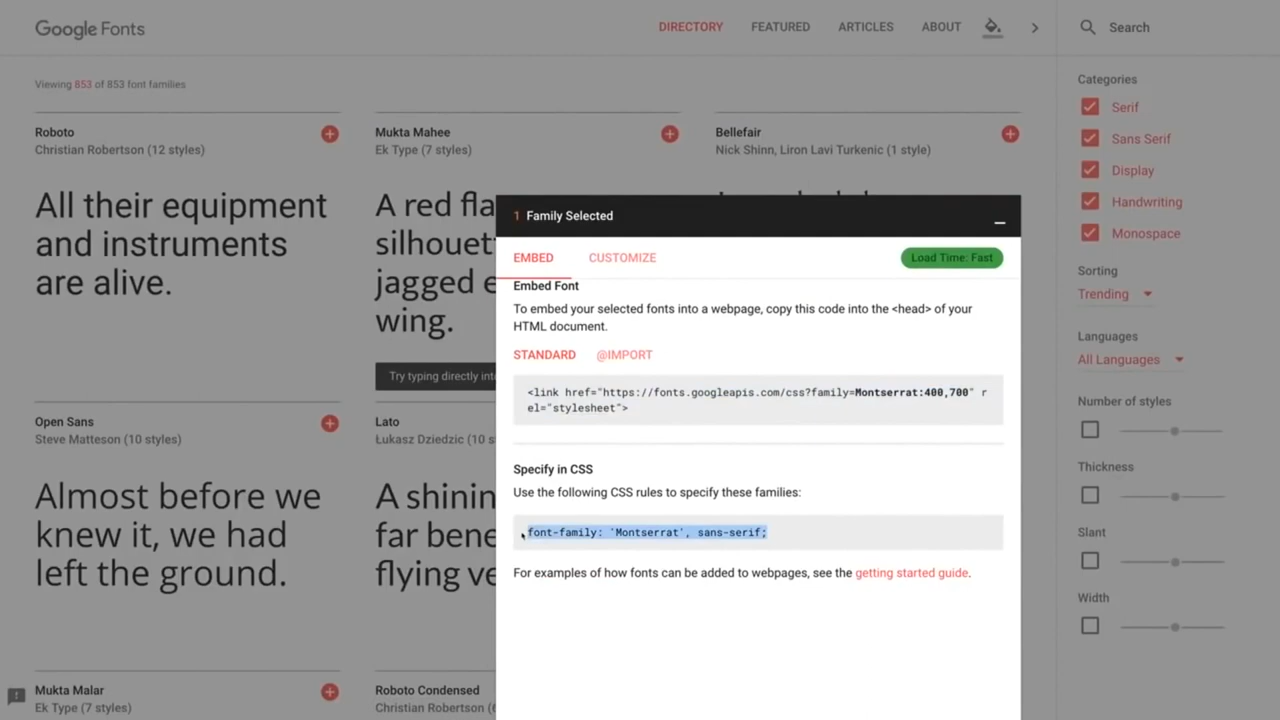 Google Fonts
DIRECTORY FEATURED ARTICLES ABOUT
Search
Viewing 853 of 853 font families
Roboto
Christian Robertson (12 styles)
All their equipment
and instruments
are alive.
Mukta Mahee
Ek Type (7 styles)
A red fla
silhouet
jagged e
wing.
Try typing directly into
Bellefair
Nick Shinn, Liron Lavi Turkenic (1 style)
Open Sans
Steve Matteson (10 styles)
Almost before we
knew it, we had
left the ground.
Lato
Łukasz Dziedzic (10 s
A shinin
far bene
flying ve
Mukta Malar
Ek Type (7 styles)
Roboto Condensed
Christian Robertson (6
1 Family Selected
EMBED CUSTOMIZE
Load Time: Fast
Embed Font
To embed your selected fonts into a webpage, copy this code into the <head> of your
HTML document.
STANDARD @IMPORT
<link href="https://fonts.googleapis.com/css?family=Montserrat:400,700" r
el="stylesheet">
Specify in CSS
Use the following CSS rules to specify these families:
font-family: 'Montserrat', sans-serif;
For examples of how fonts can be added to webpages, see the getting started guide.
Categories
Serif
Sans Serif
Display
Handwriting
Monospace
Sorting
Trending
Languages
All Languages
Number of styles
Thickness
Slant
Width